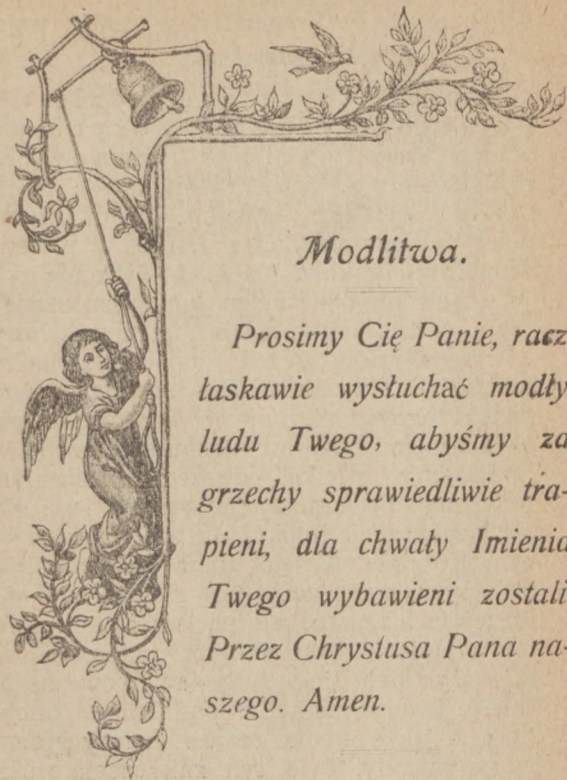 Modlitwa.
Prosimy Cię Panie, racz
łaskawie wysłuchać modły
ludu Twego, abyśmy za
grzechy sprawiedliwie tra-
pieni, dla chwały Imienia
Twego wybawieni zostali
Przez Chrystusa Pana na-
szego. Amen.